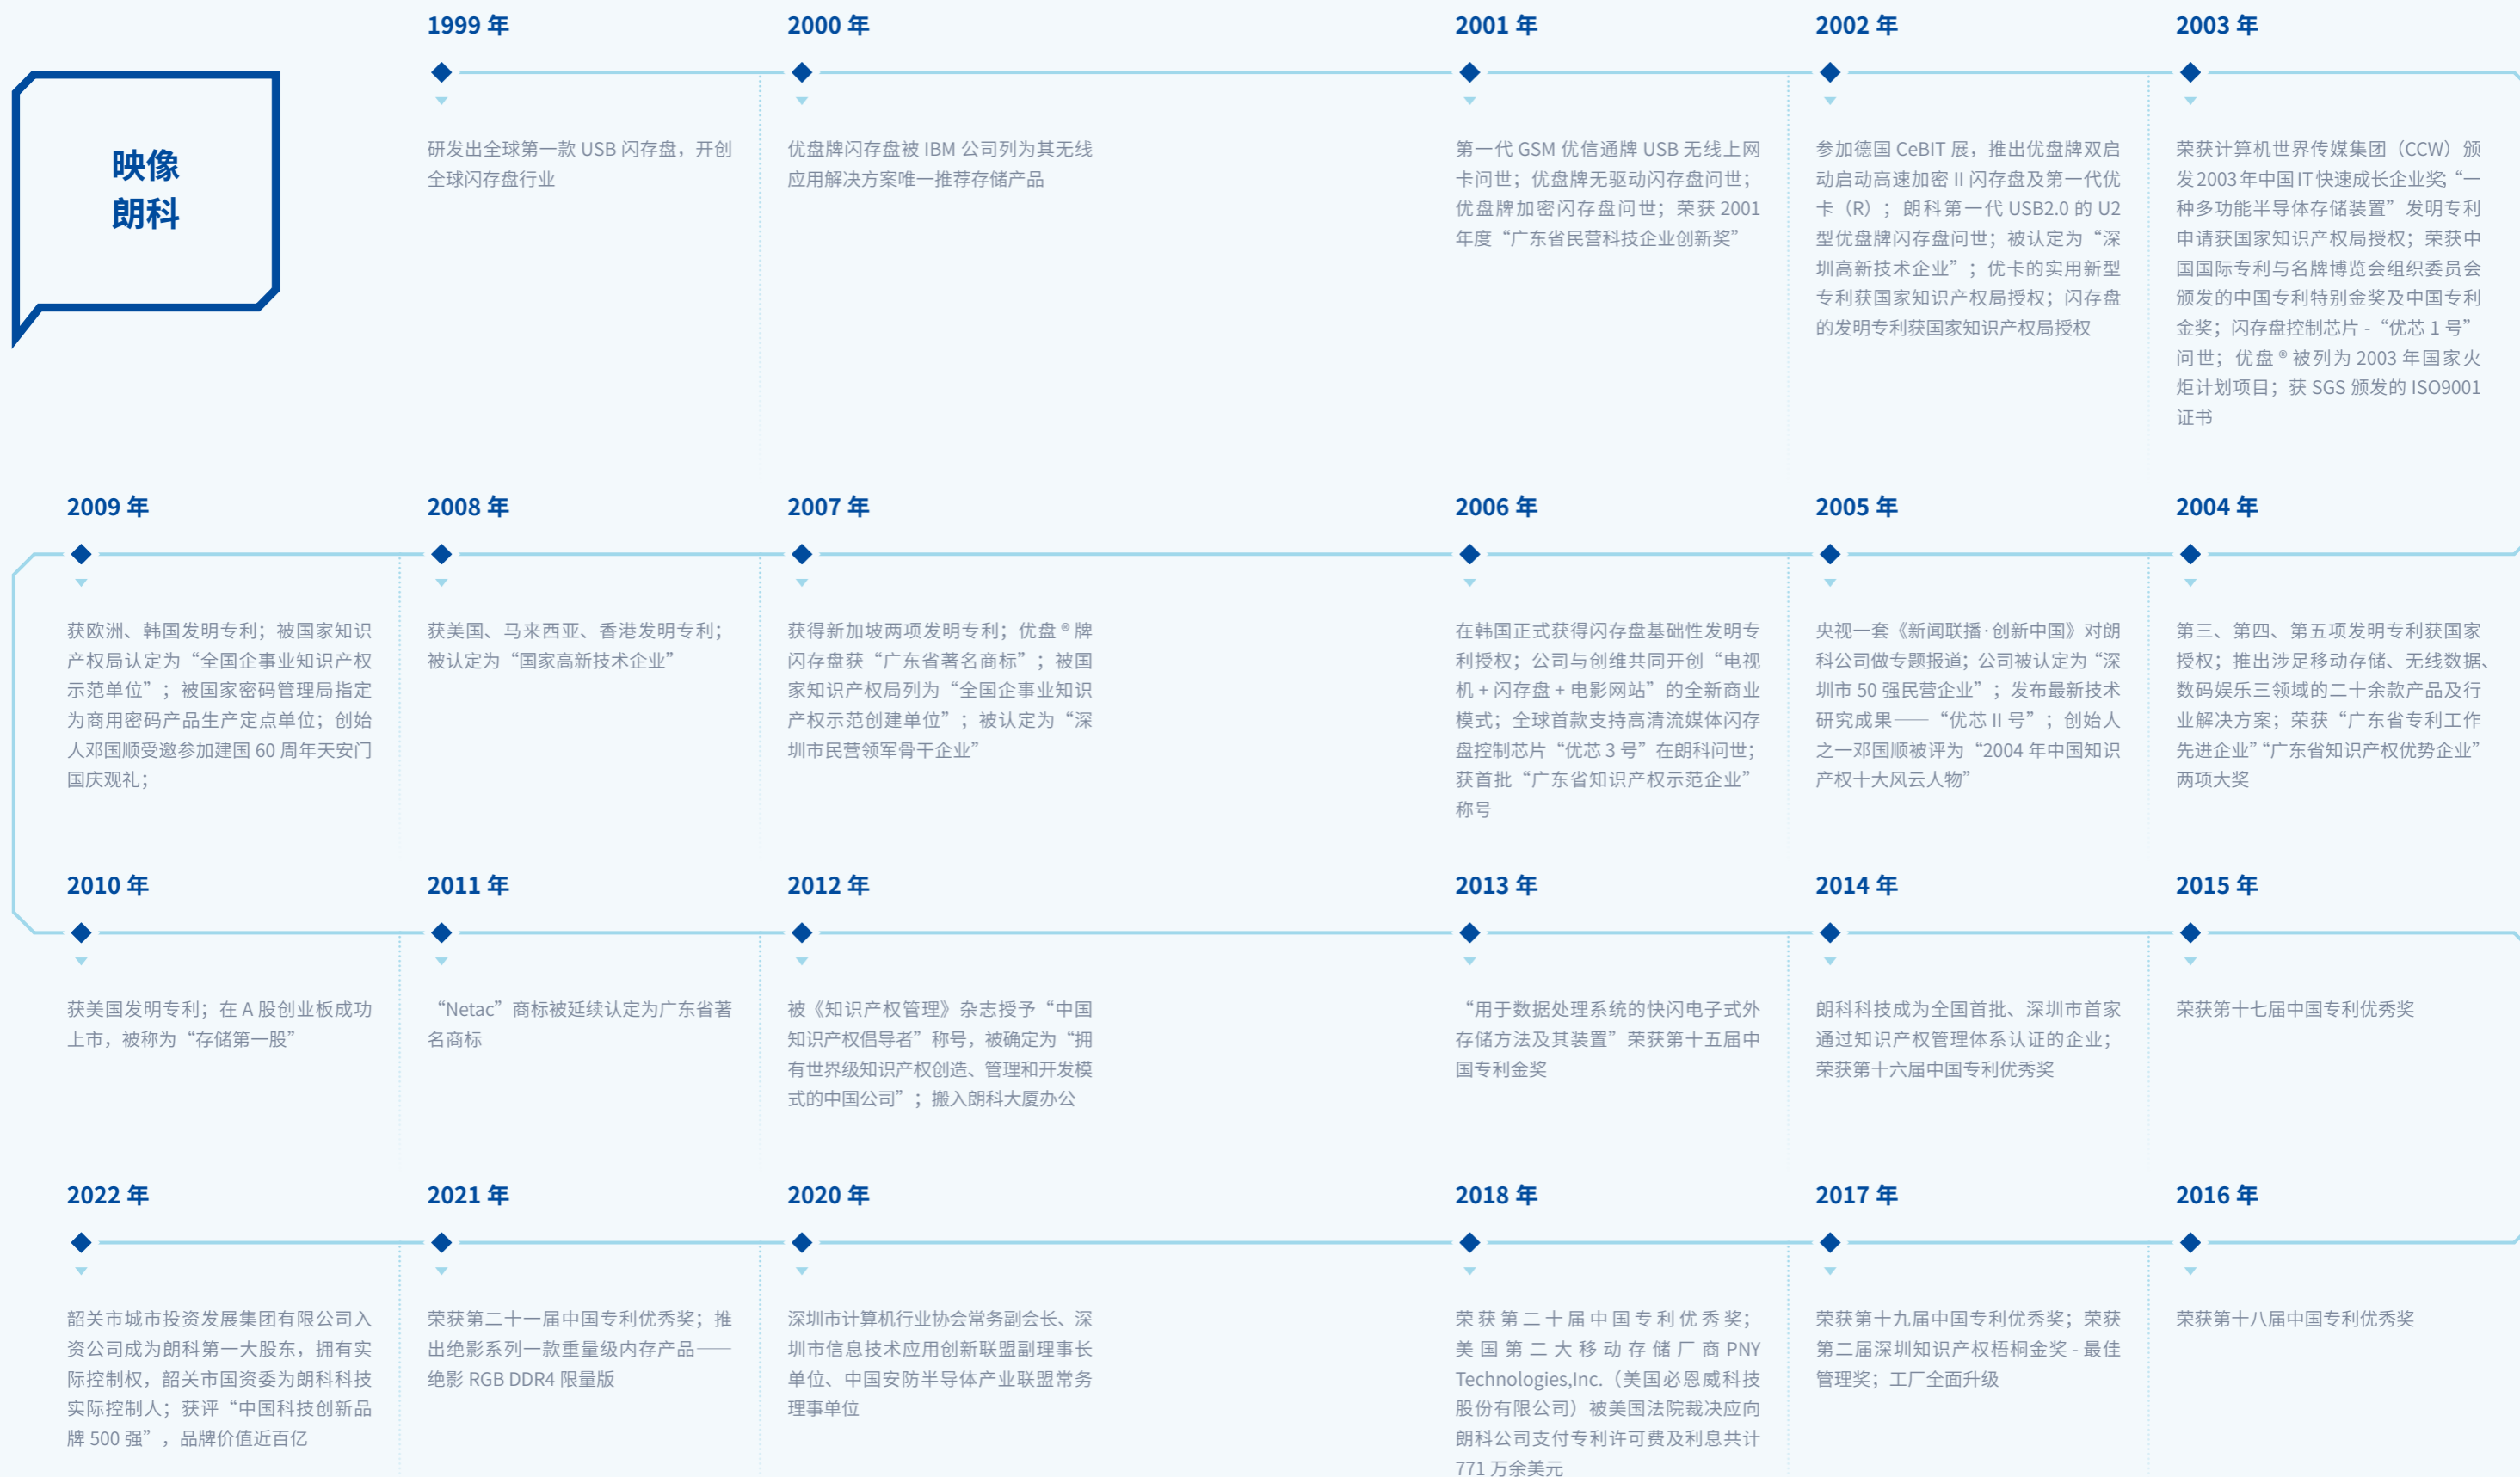 映像
朗科
1999 年
研发出全球第一款 USB 闪存盘，开创
全球闪存盘行业
2000 年
优盘牌闪存盘被 IBM 公司列为其无线
应用解决方案唯一推荐存储产品
2001 年
第一代 GSM 优信通牌 USB 无线上网
卡问世；优盘牌无驱动闪存盘问世；
优盘牌加密闪存盘问世；荣获 2001
年度“广东省民营科技企业创新奖”
2002 年
参加德国 CeBIT 展，推出优盘牌双启
动启动高速加密 II 闪存盘及第一代优
卡（R）；朗科第一代 USB2.0 的 U2
型优盘牌闪存盘问世；被认定为“深
圳高新技术企业”；优卡的实用新型
专利获国家知识产权局授权；闪存盘
的发明专利获国家知识产权局授权
2003 年
荣获计算机世界传媒集团（CCW）颁
发2003年中国IT快速成长企业奖；“一
种多功能半导体存储装置”发明专利
申请获国家知识产权局授权；荣获中
国国际专利与名牌博览会组织委员会
颁发的中国专利特别金奖及中国专利
金奖；闪存盘控制芯片 -“优芯 1 号”
问世；优盘 ® 被列为 2003 年国家火
炬计划项目；获 SGS 颁发的 ISO9001
证书
2009 年
获欧洲、韩国发明专利；被国家知识
产权局认定为“全国企事业知识产权
示范单位”；被国家密码管理局指定
为商用密码产品生产定点单位；创始
人邓国顺受邀参加建国 60 周年天安门
国庆观礼；
2008 年
获美国、马来西亚、香港发明专利；
被认定为“国家高新技术企业”
2007 年
获得新加坡两项发明专利；优盘 ® 牌
闪存盘获“广东省著名商标”；被国
家知识产权局列为“全国企事业知识
产权示范创建单位”；被认定为“深
圳市民营领军骨干企业”
2006 年
在韩国正式获得闪存盘基础性发明专
利授权；公司与创维共同开创“电视
机 + 闪存盘 + 电影网站”的全新商业
模式；全球首款支持高清流媒体闪存
盘控制芯片“优芯 3 号”在朗科问世；
获首批“广东省知识产权示范企业”
称号
2005 年
央视一套《新闻联播·创新中国》对朗
科公司做专题报道；公司被认定为“深
圳市 50 强民营企业”；发布最新技术
研究成果——“优芯 II 号”；创始人
之一邓国顺被评为“2004 年中国知识
产权十大风云人物”
2004 年
第三、第四、第五项发明专利获国家
授权；推出涉足移动存储、无线数据、
数码娱乐三领域的二十余款产品及行
业解决方案；荣获“广东省专利工作
先进企业”“广东省知识产权优势企业”
两项大奖
2010 年
获美国发明专利；在 A 股创业板成功
上市，被称为“存储第一股”
2011 年
“Netac”商标被延续认定为广东省著
名商标
2012 年
被《知识产权管理》杂志授予“中国
知识产权倡导者”称号，被确定为“拥
有世界级知识产权创造、管理和开发模
式的中国公司”；搬入朗科大厦办公
2013 年
“用于数据处理系统的快闪电子式外
存储方法及其装置”荣获第十五届中
国专利金奖
2014 年
朗科科技成为全国首批、深圳市首家
通过知识产权管理体系认证的企业；
荣获第十六届中国专利优秀奖
2015 年
荣获第十七届中国专利优秀奖
2022 年
韶关市城市投资发展集团有限公司入
资公司成为朗科第一大股东，拥有实
际控制权，韶关市国资委为朗科科技
实际控制人；获评“中国科技创新品
牌 500 强”，品牌价值近百亿
2021 年
荣获第二十一届中国专利优秀奖；推
出绝影系列一款重量级内存产品——
绝影 RGB DDR4 限量版
2020 年
深圳市计算机行业协会常务副会长、深
圳市信息技术应用创新联盟副理事长
单位、中国安防半导体产业联盟常务
理事单位
2018 年
荣获第二十届中国专利优秀奖；
美国第二大移动存储厂商 PNY
Technologies,Inc.（美国必恩威科技
股份有限公司）被美国法院裁决应向
朗科公司支付专利许可费及利息共计
771 万余美元
2017 年
荣获第十九届中国专利优秀奖；荣获
第二届深圳知识产权梧桐金奖 - 最佳
管理奖；工厂全面升级
2016 年
荣获第十八届中国专利优秀奖